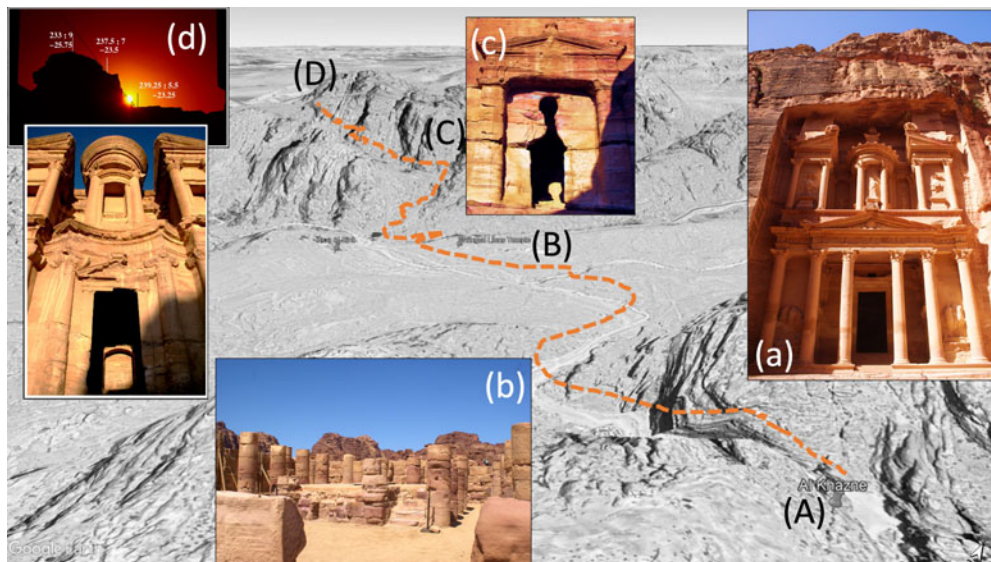 (d)
233 : 9
-25.75
237.5 : 7
-23.5
239.25 : 5.5
-23.25
(c)
(D)
(C)
(B)
(a)
(b)
Al Khazne
(A)
Google Earth